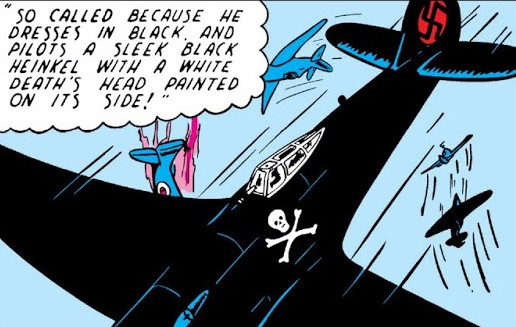 "SO CALLED BECAUSE HE
DRESSES IN BLACK, AND
PILOTS A SLEEK BLACK
HEINKEL WITH A WHITE
DEATH'S HEAD PAINTED
ON ITS SIDE!"